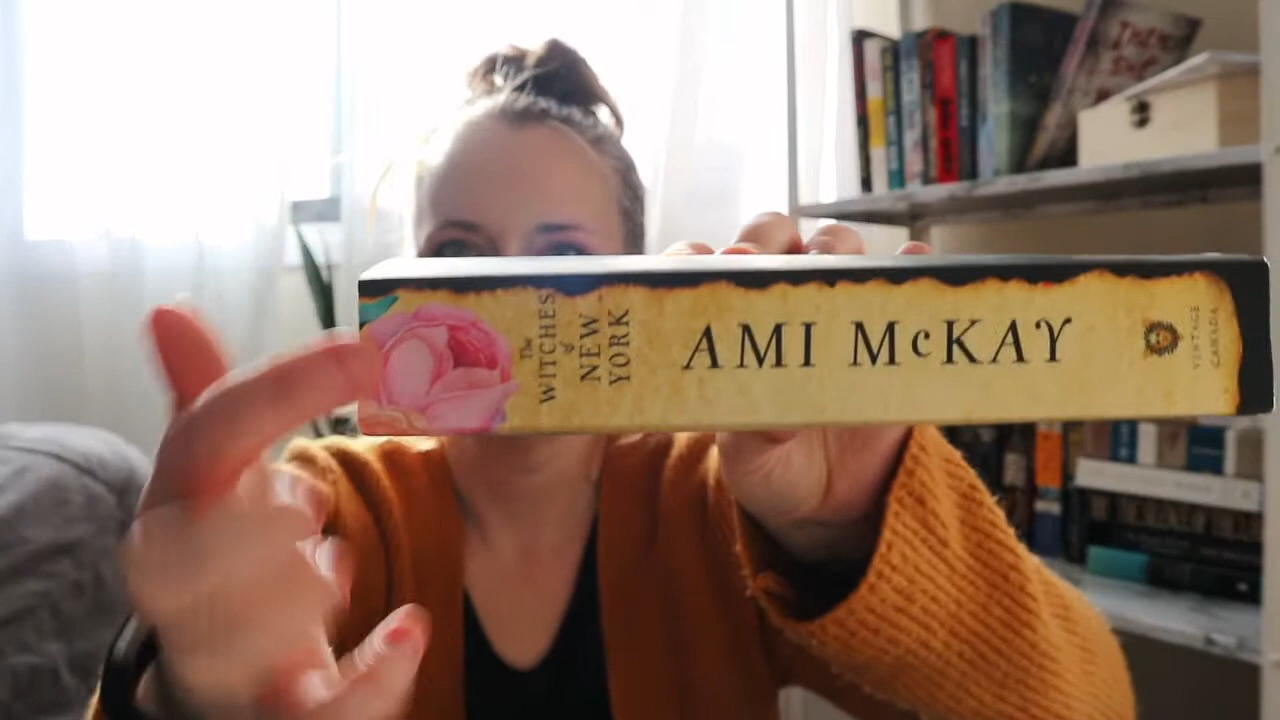 The
WITCHES
of
NEW
YORK
AMI McKAY
VINTAGE
CANADA